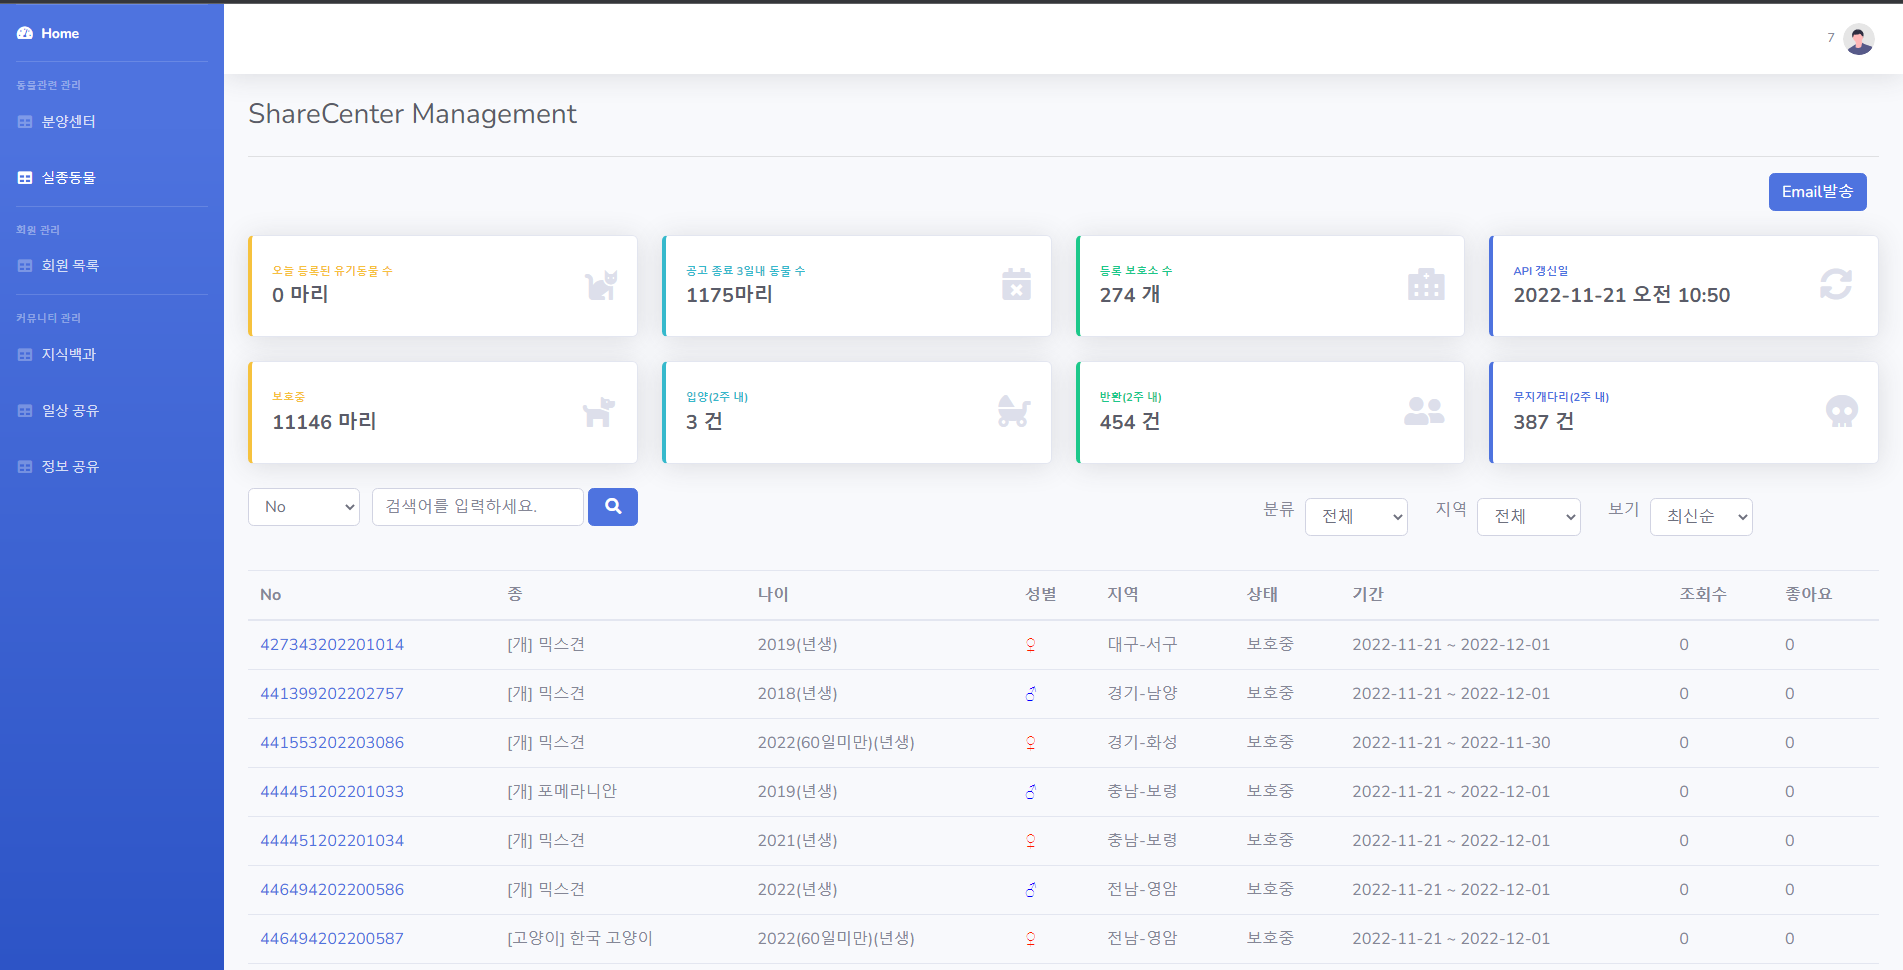 Home
7
동물관련 관리
분양센터
실종동물
회원 관리
회원 목록
커뮤니티 관리
지식백과
일상 공유
정보 공유
ShareCenter Management
Email발송
오늘 등록된 유기동물 수
0 마리
공고 종료 3일내 동물 수
1175마리
등록 보호소 수
274 개
API 갱신일
2022-11-21 오전 10:50
보호중
11146 마리
입양(2주 내)
3 건
반환(2주 내)
454 건
무지개다리(2주 내)
387 건
No 검색어를 입력하세요. 분류 전체 지역 전체 보기 최신순
No 종 나이 성별 지역 상태 기간 조회수 좋아요
427343202201014 [개] 믹스견 2019(년생) ♀ 대구-서구 보호중 2022-11-21 ~ 2022-12-01 0 0
441399202202757 [개] 믹스견 2018(년생) ♂ 경기-남양 보호중 2022-11-21 ~ 2022-12-01 0 0
441553202203086 [개] 믹스견 2022(60일미만)(년생) ♀ 경기-화성 보호중 2022-11-21 ~ 2022-11-30 0 0
444451202201033 [개] 포메라니안 2019(년생) ♂ 충남-보령 보호중 2022-11-21 ~ 2022-12-01 0 0
444451202201034 [개] 믹스견 2021(년생) ♀ 충남-보령 보호중 2022-11-21 ~ 2022-12-01 0 0
446494202200586 [개] 믹스견 2022(년생) ♂ 전남-영암 보호중 2022-11-21 ~ 2022-12-01 0 0
446494202200587 [고양이] 한국 고양이 2022(60일미만)(년생) ♀ 전남-영암 보호중 2022-11-21 ~ 2022-12-01 0 0